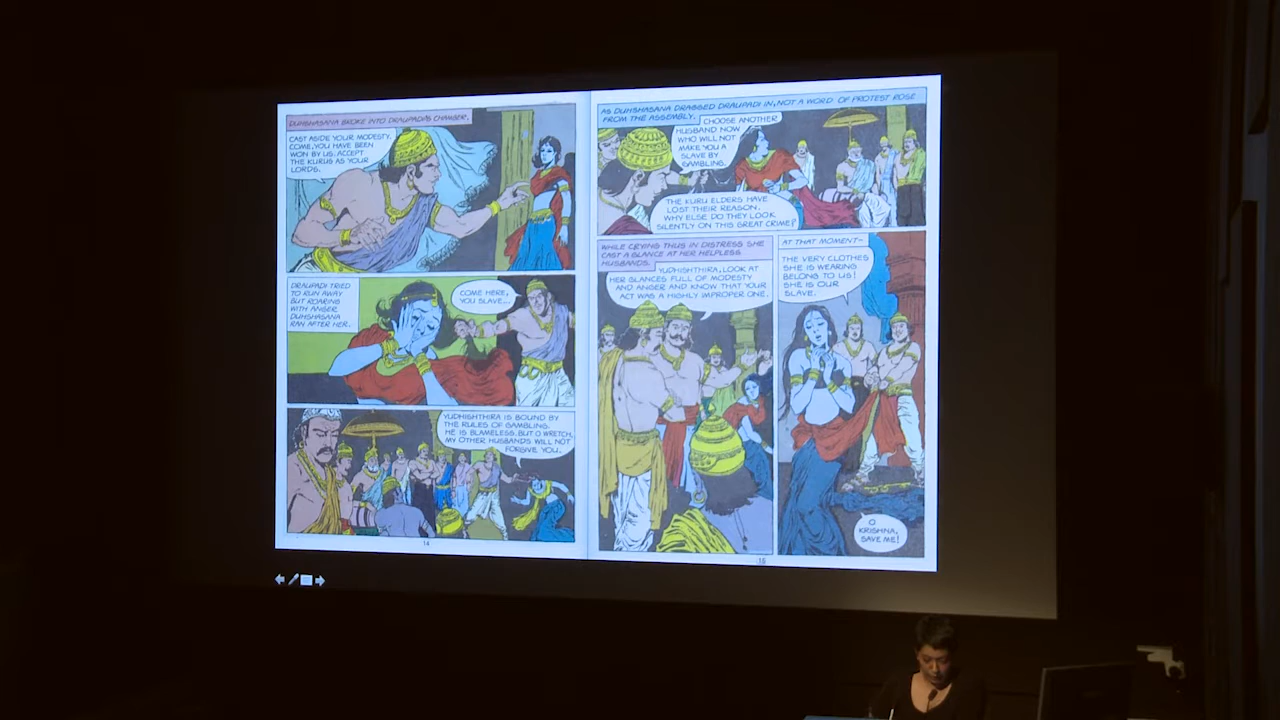 DUHSHASANA BROKE INTO DRAUPADI'S CHAMBER.
CAST ASIDE YOUR MODESTY.
COME, YOU HAVE BEEN
WON BY US. ACCEPT
THE KURUS AS YOUR
LORDS.
DRAUPADI TRIED
TO RUN AWAY
BUT ROARING
WITH ANGER
DUHSHASANA
RAN AFTER HER.
COME HERE,
YOU SLAVE...
YUDHISHTHIRA IS BOUND BY
THE RULES OF GAMBLING.
HE IS BLAMELESS. BUT O WRETCH,
MY OTHER HUSBANDS WILL NOT
FORGIVE YOU.
14
AS DUHSHASANA DRAGGED DRAUPADI IN, NOT A WORD OF PROTEST ROSE
FROM THE ASSEMBLY.
CHOOSE ANOTHER
HUSBAND NOW
WHO WILL NOT
MAKE YOU A
SLAVE BY
GAMBLING.
THE KURU ELDERS HAVE
LOST THEIR REASON.
WHY ELSE DO THEY LOOK
SILENTLY ON THIS GREAT CRIME?
WHILE CRYING THUS IN DISTRESS SHE
CAST A GLANCE AT HER HELPLESS
HUSBANDS.
YUDHISHTHIRA, LOOK AT
HER GLANCES FULL OF MODESTY
AND ANGER AND KNOW THAT YOUR
ACT WAS A HIGHLY IMPROPER ONE.
AT THAT MOMENT—
THE VERY CLOTHES
SHE IS WEARING
BELONG TO US!
SHE IS OUR
SLAVE.
O
KRISHNA,
SAVE ME!
15